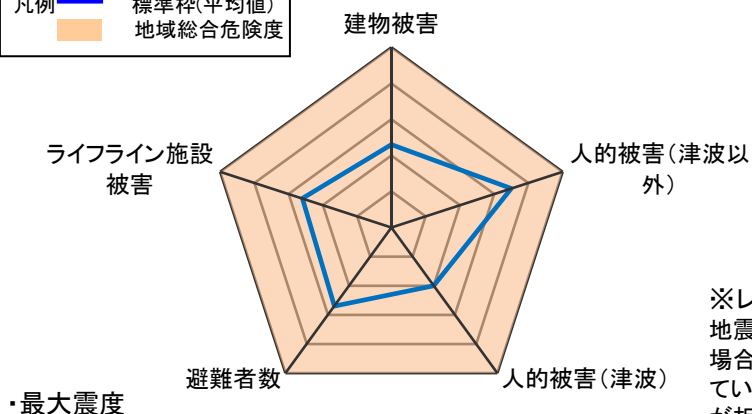 凡例 標準枠(平均値)
地域総合危険度
建物被害
ライフライン施設
被害
人的被害(津波以
外)
避難者数
人的被害(津波)
※レ
地震
場合
てい
・最大震度